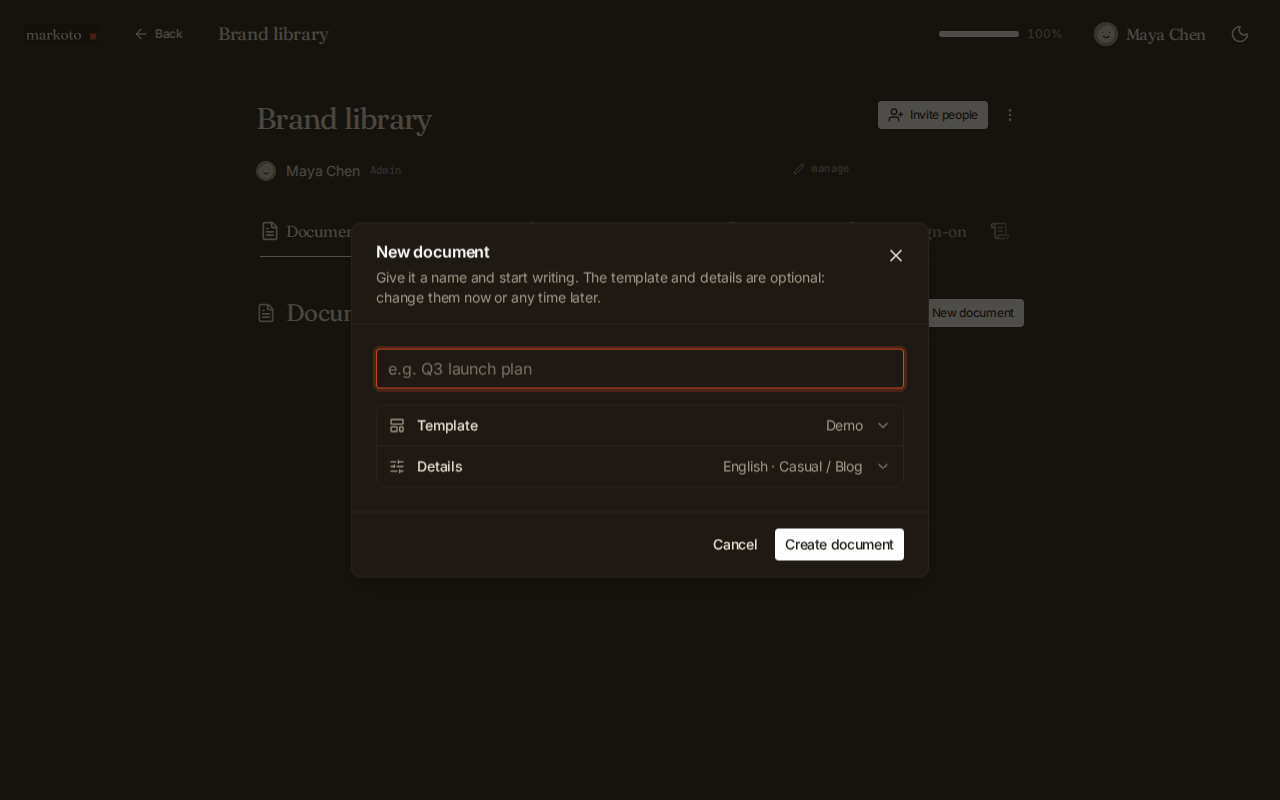 markoto
Back
Brand library
100%
Maya Chen
Brand library
Invite people
Maya Chen Admin
manage
New document
Give it a name and start writing. The template and details are optional:
change them now or any time later.
New document
e.g. Q3 launch plan
Template Demo
Details English · Casual / Blog
Cancel Create document